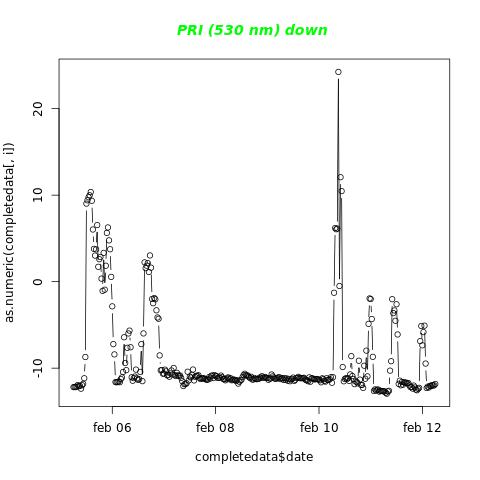 PRI (530 nm) down
as.numeric(completedata[, i])
20
10
0
-10
feb 06
feb 08
feb 10
feb 12
completedata$date